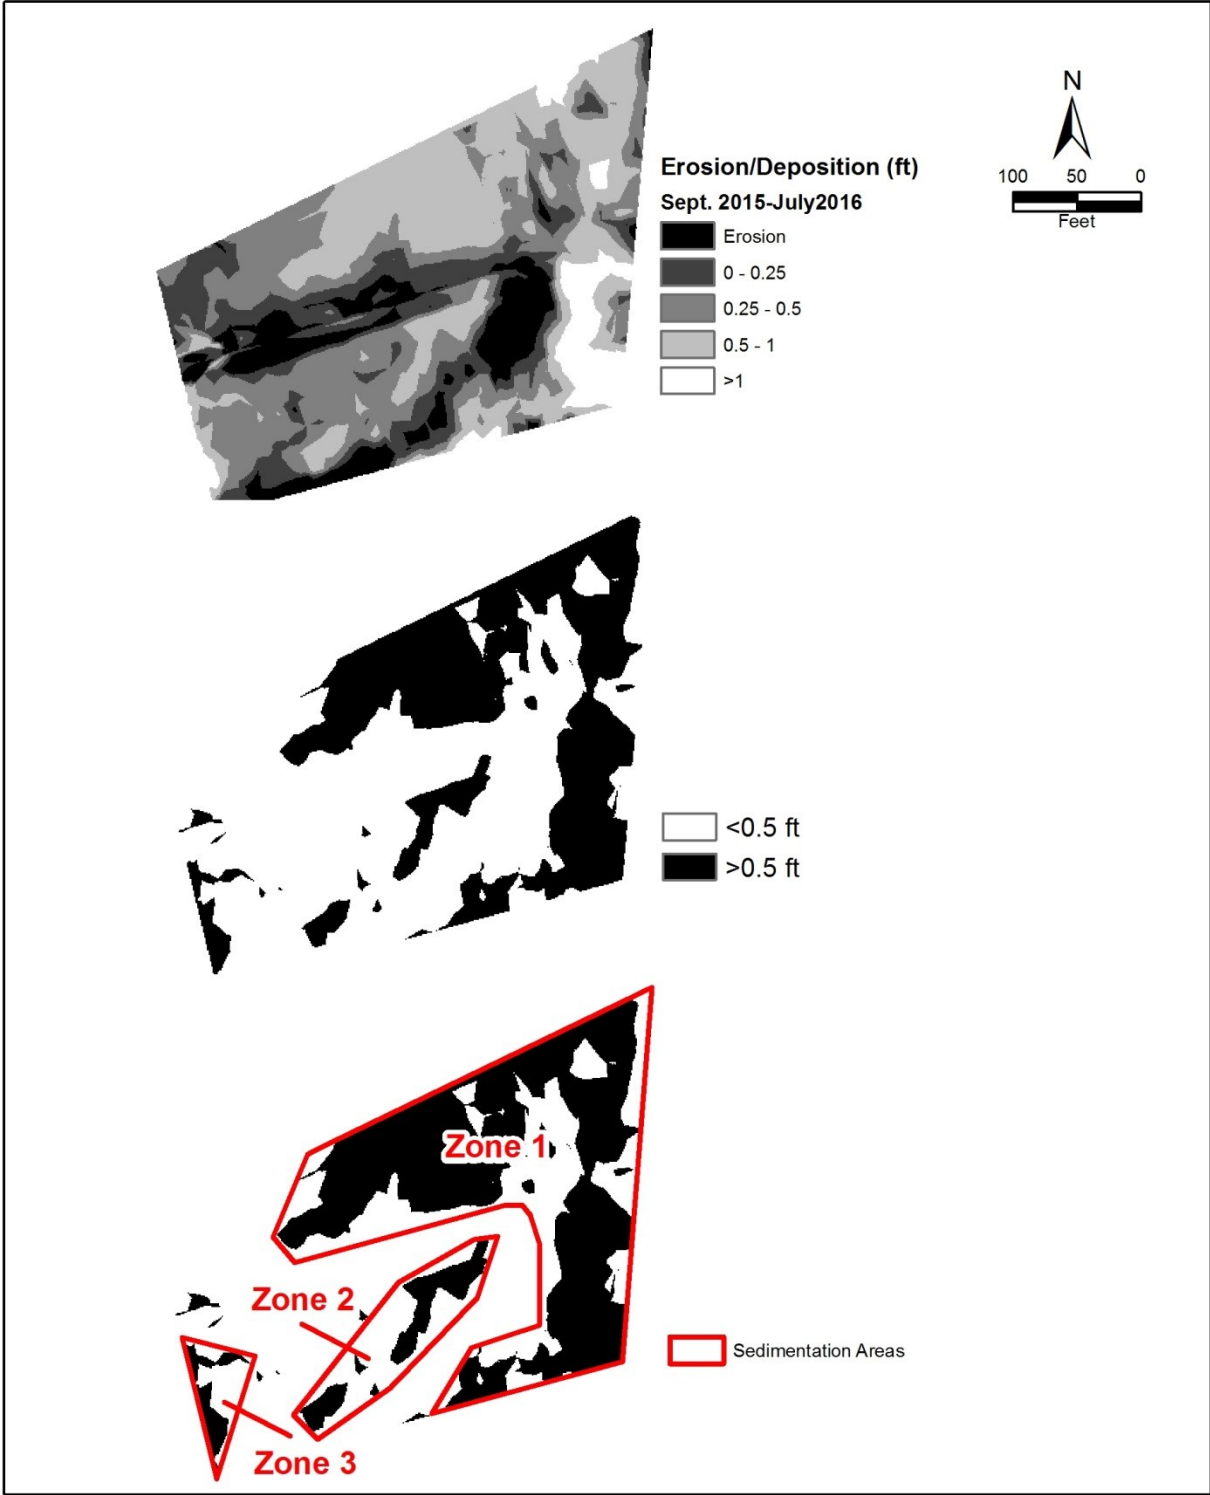 N
100 50 0
Feet
Erosion/Deposition (ft)
Sept. 2015-July2016
Erosion
0 - 0.25
0.25 - 0.5
0.5 - 1
>1
<0.5 ft
>0.5 ft
Zone 1
Zone 2
Zone 3
Sedimentation Areas